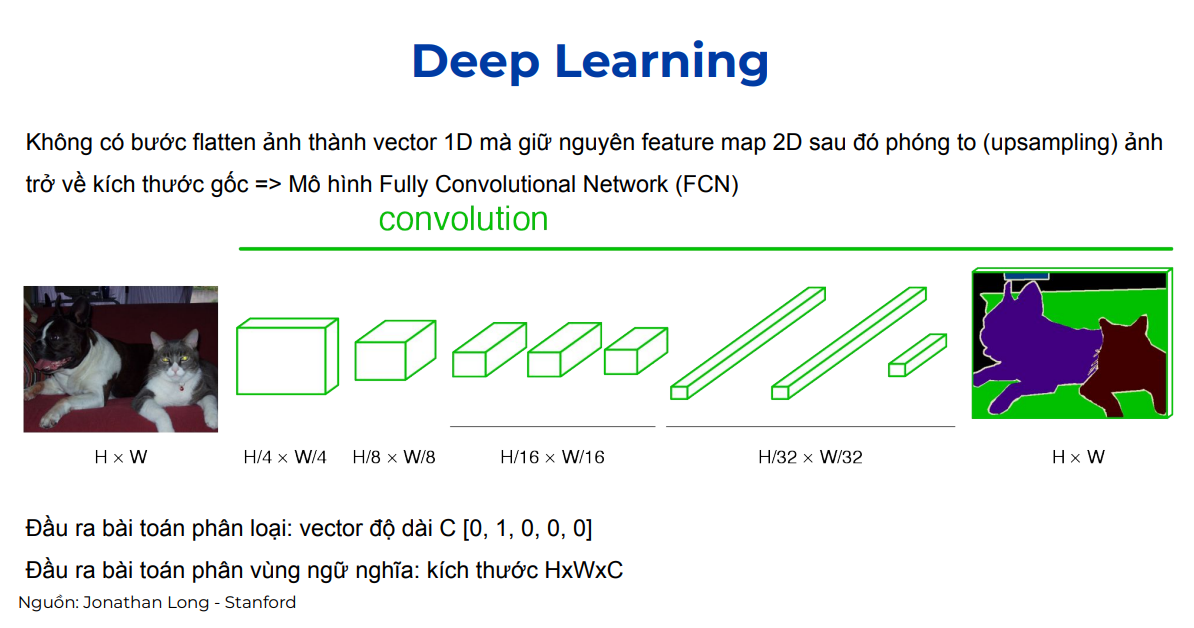 Deep Learning
Không có bước flatten ảnh thành vector 1D mà giữ nguyên feature map 2D sau đó phóng to (upsampling) ảnh
trở về kích thước gốc => Mô hình Fully Convolutional Network (FCN)
convolution
H × W
H/4 × W/4
H/8 × W/8
H/16 × W/16
H/32 × W/32
H × W
Đầu ra bài toán phân loại: vector độ dài C [0, 1, 0, 0, 0]
Đầu ra bài toán phân vùng ngữ nghĩa: kích thước HxWxC
Nguồn: Jonathan Long - Stanford